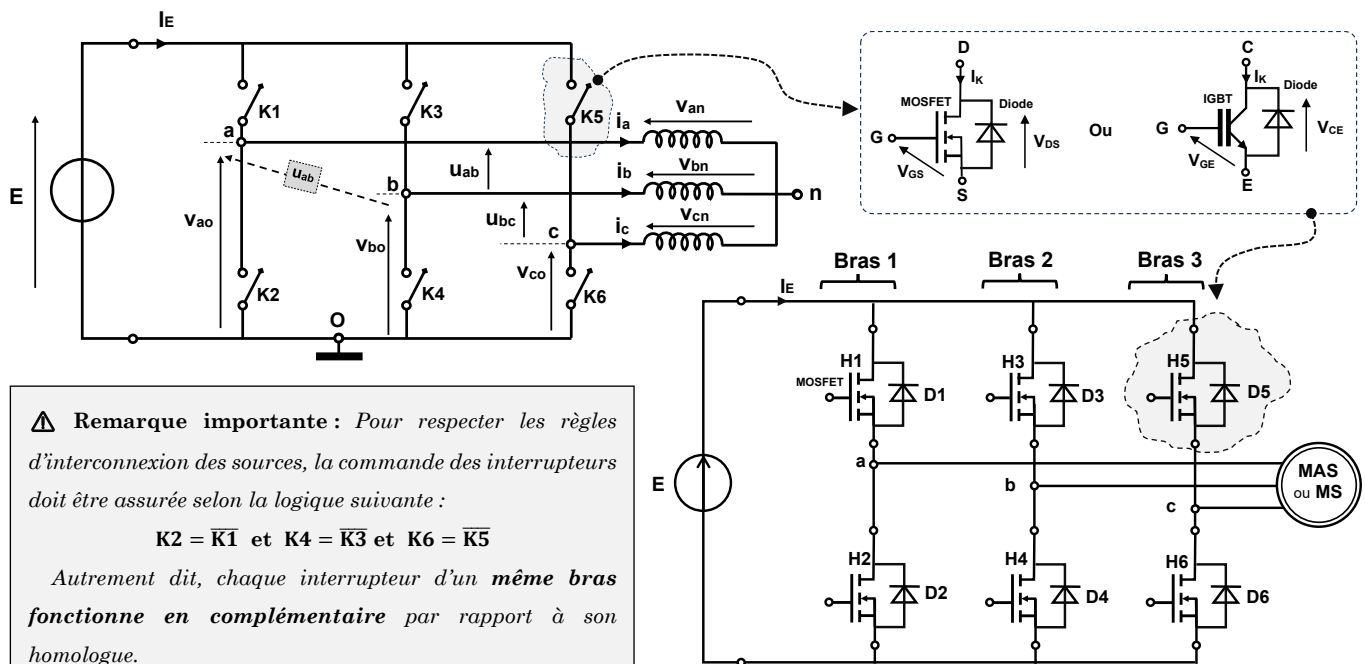 IE
K1
K3
K5
a
ia
van
uab
uab
b
ib
vbn
n
E
vao
vbo
ubc
c
ic
vcn
vco
K2
K4
K6
O
D
IK
MOSFET
Diode
G
VDS
VGS
S
Ou
C
IK
IGBT
Diode
G
VCE
VGE
E
Bras 1
Bras 2
Bras 3
IE
H1
MOSFET
D1
H3
D3
H5
D5
a
b
c
E
MAS
ou MS
H2
D2
H4
D4
H6
D6
⚠ Remarque importante : Pour respecter les règles
d'interconnexion des sources, la commande des interrupteurs
doit être assurée selon la logique suivante :
K2 = K̅1̅ et K4 = K̅3̅ et K6 = K̅5̅
Autrement dit, chaque interrupteur d'un même bras
fonctionne en complémentaire par rapport à son
homologue.